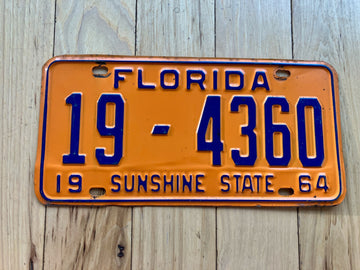 FLORIDA
19-4360
19 SUNSHINE STATE 64